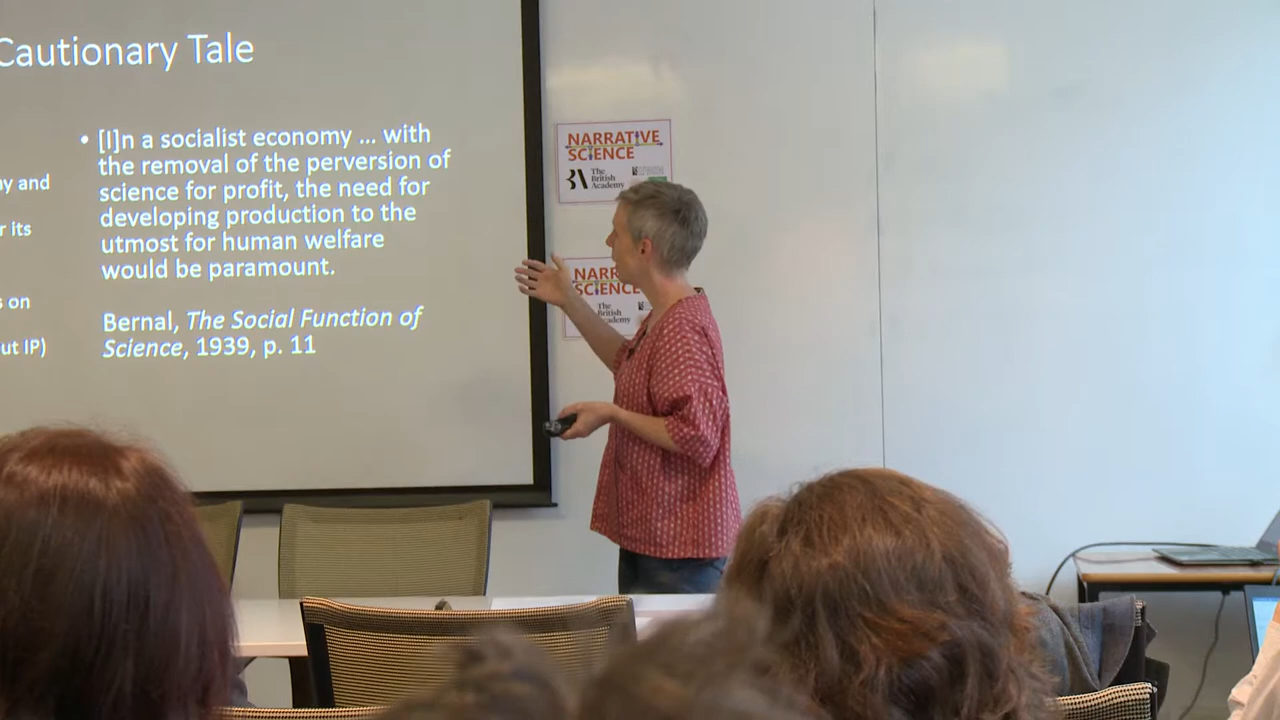 Cautionary Tale
• [I]n a socialist economy ... with
the removal of the perversion of
science for profit, the need for
developing production to the
utmost for human welfare
would be paramount.
Bernal, The Social Function of
Science, 1939, p. 11
and
its
on
IP)
NARRATIVE
SCIENCE
The
British
Academy
NARR
SCIENCE
The
British
Academy